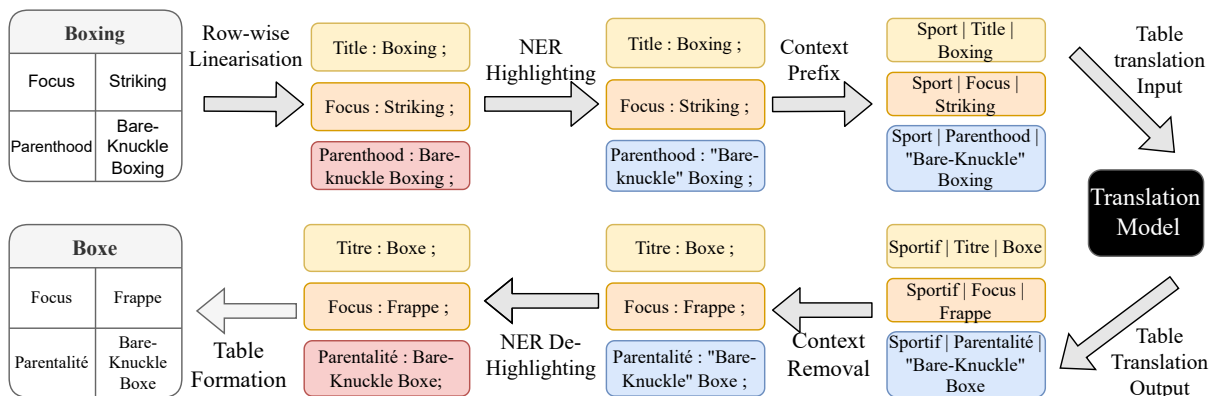 Boxing
Focus
Striking
Parenthood
Bare-
Knuckle
Boxing
Row-wise
Linearisation
Title : Boxing ;
Focus : Striking ;
Parenthood : Bare-
knuckle Boxing ;
NER
Highlighting
Title : Boxing ;
Focus : Striking ;
Parenthood : "Bare-
knuckle" Boxing ;
Context
Prefix
Sport | Title |
Boxing
Sport | Focus |
Striking
Sport | Parenthood |
"Bare-Knuckle"
Boxing
Table
translation
Input
Translation
Model
Table
Translation
Output
Sportif | Titre | Boxe
Sportif | Focus |
Frappe
Sportif | Parentalité |
"Bare-Knuckle"
Boxe
Context
Removal
Titre : Boxe ;
Focus : Frappe ;
Parentalité : "Bare-
Knuckle" Boxe ;
NER De-
Highlighting
Titre : Boxe ;
Focus : Frappe ;
Parentalité : Bare-
Knuckle Boxe;
Table
Formation
Boxe
Focus
Frappe
Parentalité
Bare-
Knuckle
Boxe